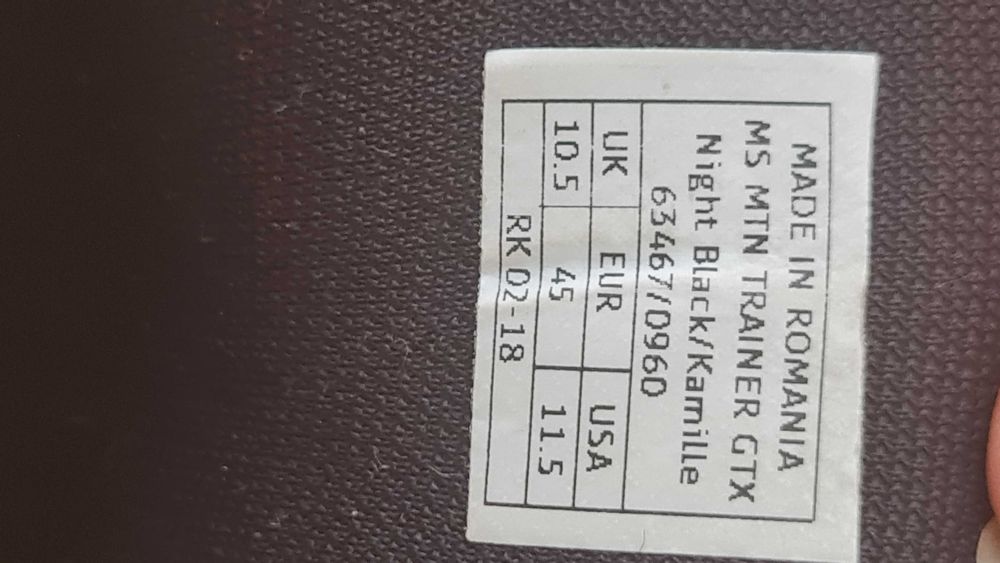 MADE IN ROMANIA
MS MTN TRAINER GTX
Night Black/Kamille
63467/0960
UK EUR USA
10.5 45 11.5
RK 02-18